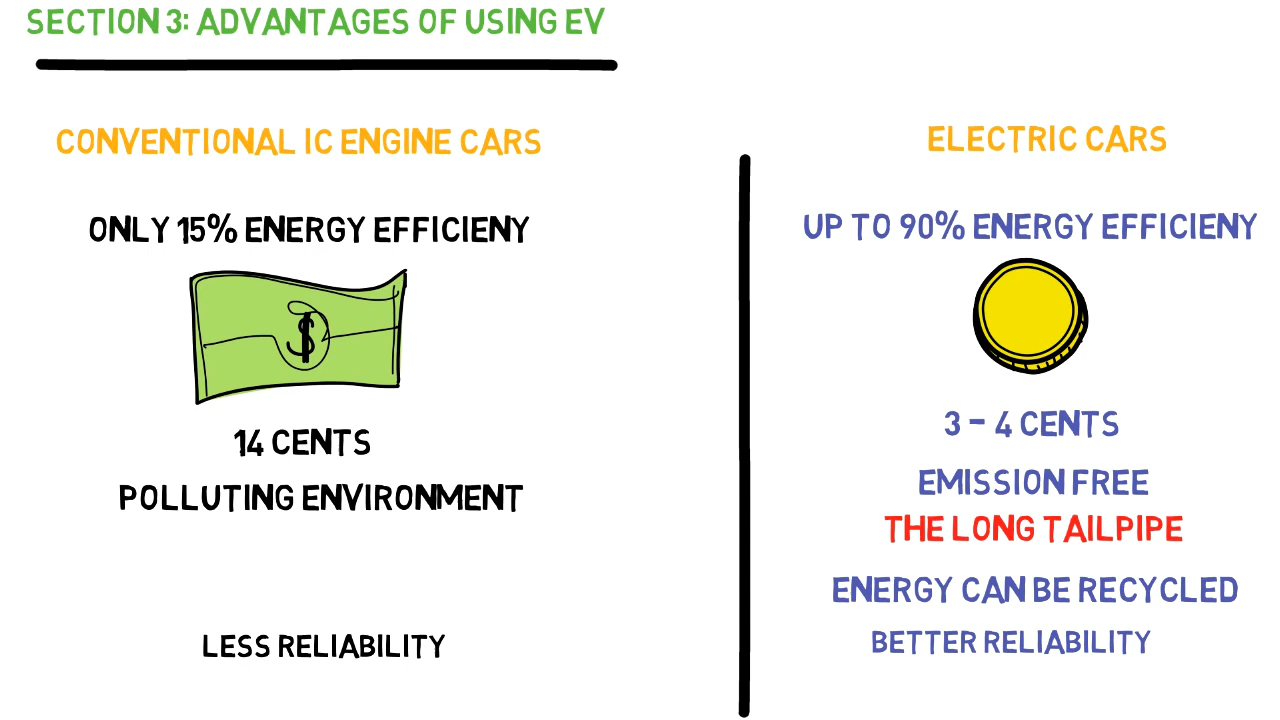 SECTION 3: ADVANTAGES OF USING EV
CONVENTIONAL IC ENGINE CARS
ONLY 15% ENERGY EFFICIENY
$
14 CENTS
POLLUTING ENVIRONMENT
LESS RELIABILITY
ELECTRIC CARS
UP TO 90% ENERGY EFFICIENY
3 - 4 CENTS
EMISSION FREE
THE LONG TAILPIPE
ENERGY CAN BE RECYCLED
BETTER RELIABILITY